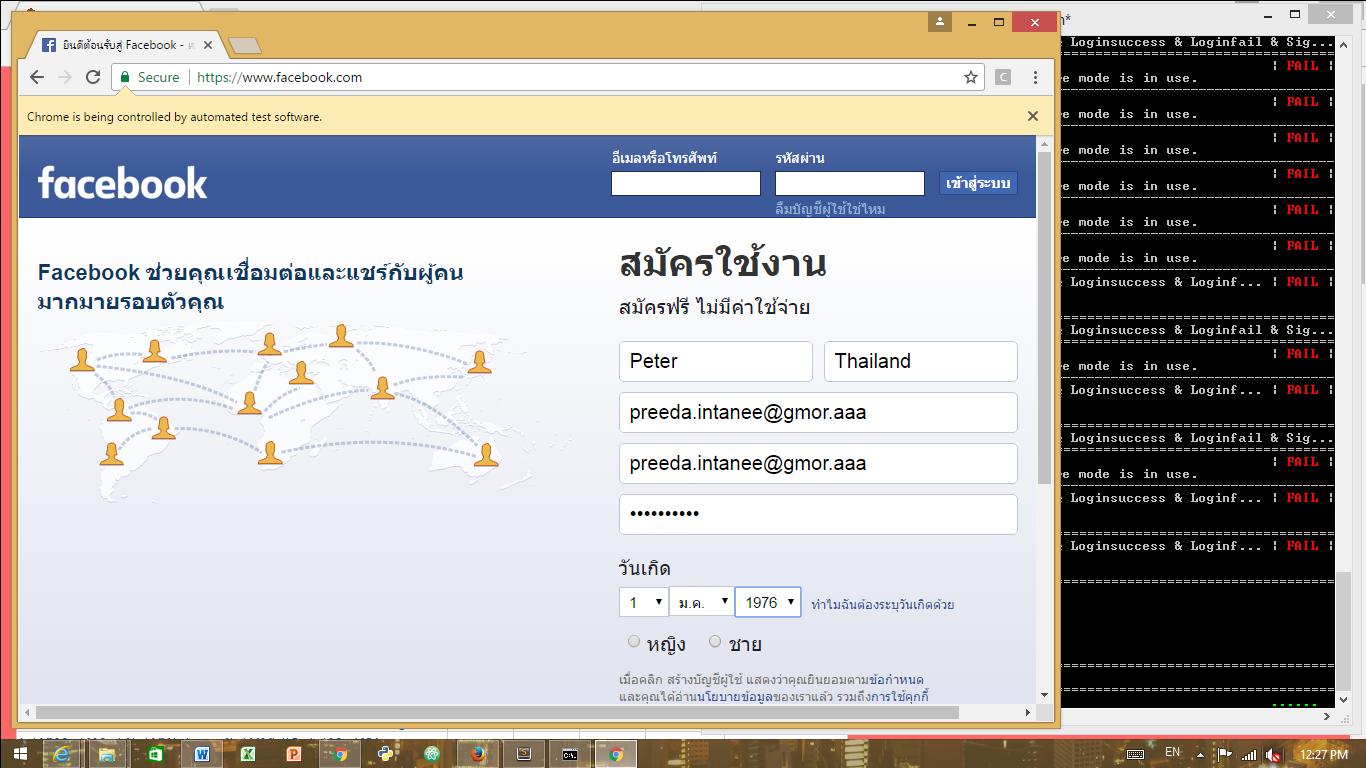 ยินดีต้อนรับสู่ Facebook -
Secure
https://www.facebook.com
C
Chrome is being controlled by automated test software.
facebook
อีเมลหรือโทรศัพท์
รหัสผ่าน
เข้าสู่ระบบ
ลืมบัญชีผู้ใช้ใช่ไหม
Facebook ช่วยคุณเชื่อมต่อและแชร์กับผู้คน
มากมายรอบตัวคุณ
สมัครใช้งาน
สมัครฟรี ไม่มีค่าใช้จ่าย
Peter
Thailand
preeda.intanee@gmor.aaa
preeda.intanee@gmor.aaa
••••••••••
วันเกิด
1
ม.ค.
1976
ทำไมฉันต้องระบุวันเกิดด้วย
หญิง
ชาย
เมื่อคลิก สร้างบัญชีผู้ใช้ แสดงว่าคุณยินยอมตามข้อกำหนด
และคุณได้อ่านนโยบายข้อมูลของเราแล้ว รวมถึงการใช้คุกกี้
Loginsuccess & Loginfail & Sig...
| FAIL |
e mode is in use.
| FAIL |
e mode is in use.
| FAIL |
e mode is in use.
| FAIL |
e mode is in use.
| FAIL |
e mode is in use.
| FAIL |
e mode is in use.
Loginsuccess & Loginf... | FAIL |
Loginsuccess & Loginfail & Sig...
| FAIL |
e mode is in use.
Loginsuccess & Loginf... | FAIL |
Loginsuccess & Loginfail & Sig...
| FAIL |
e mode is in use.
Loginsuccess & Loginf... | FAIL |
Loginsuccess & Loginf... | FAIL |
EN
12:27 PM